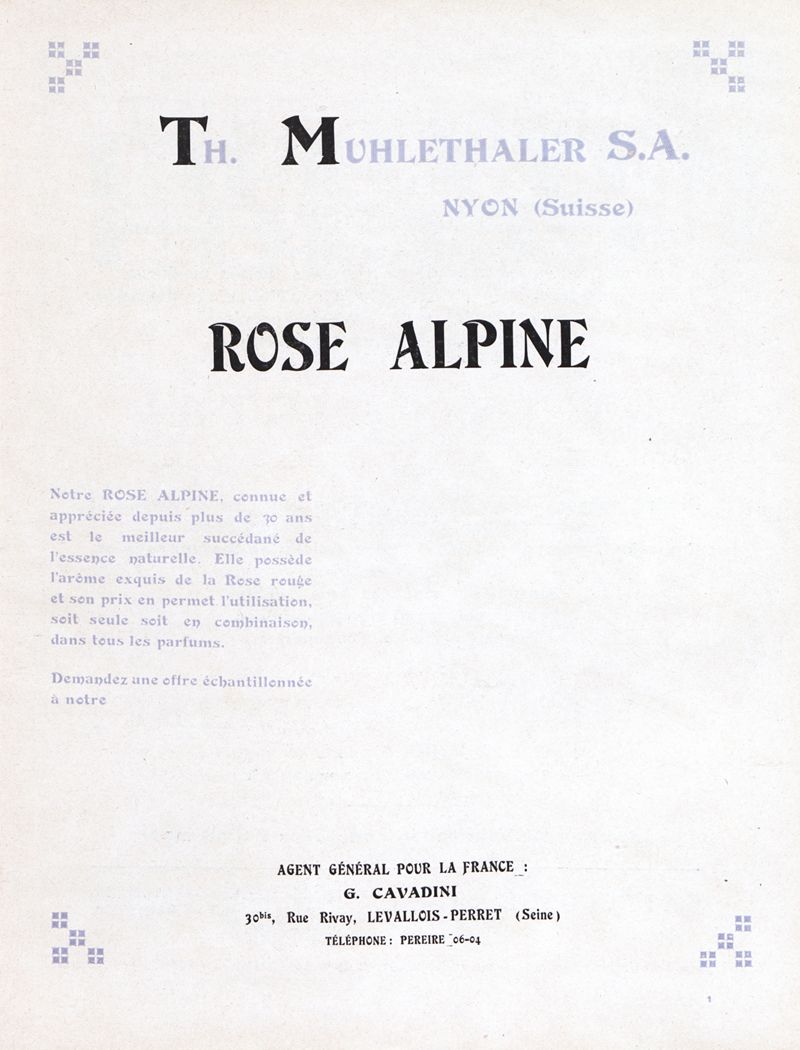 TH. MUHLETHALER S.A.
NYON (Suisse)
ROSE ALPINE
Notre ROSE ALPINE, connue et
appréciée depuis plus de 30 ans
est le meilleur succédané de
l'essence naturelle. Elle possède
l'arôme exquis de la Rose rouge
et son prix en permet l'utilisation,
soit seule soit en combinaison,
dans tous les parfums.
Demandez une offre échantillonnée
à notre
AGENT GÉNÉRAL POUR LA FRANCE :
G. CAVADINI
30bis, Rue Rivay, LEVALLOIS-PERRET (Seine)
TÉLÉPHONE : PEREIRE 06-04
1